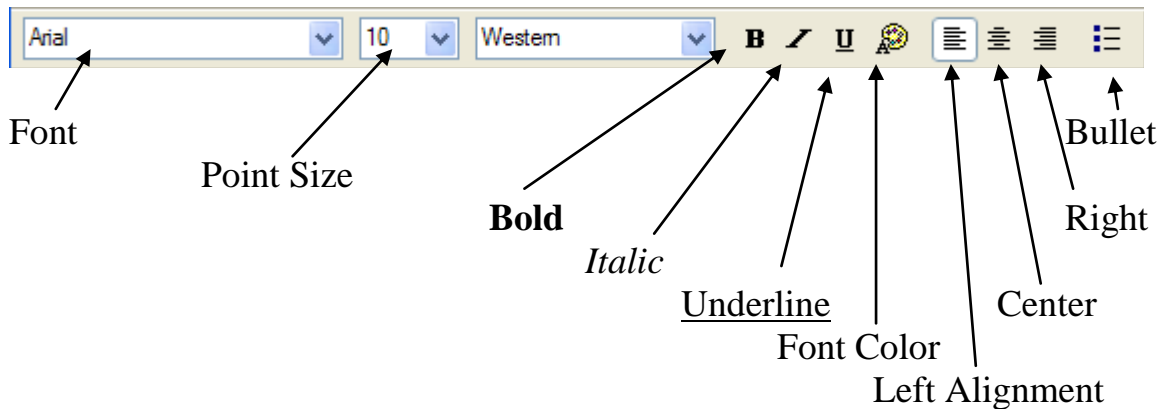 Arial 10 Western B I U A
Font
Bullet
Point Size
Bold
Right
Italic
Underline
Center
Font Color
Left Alignment